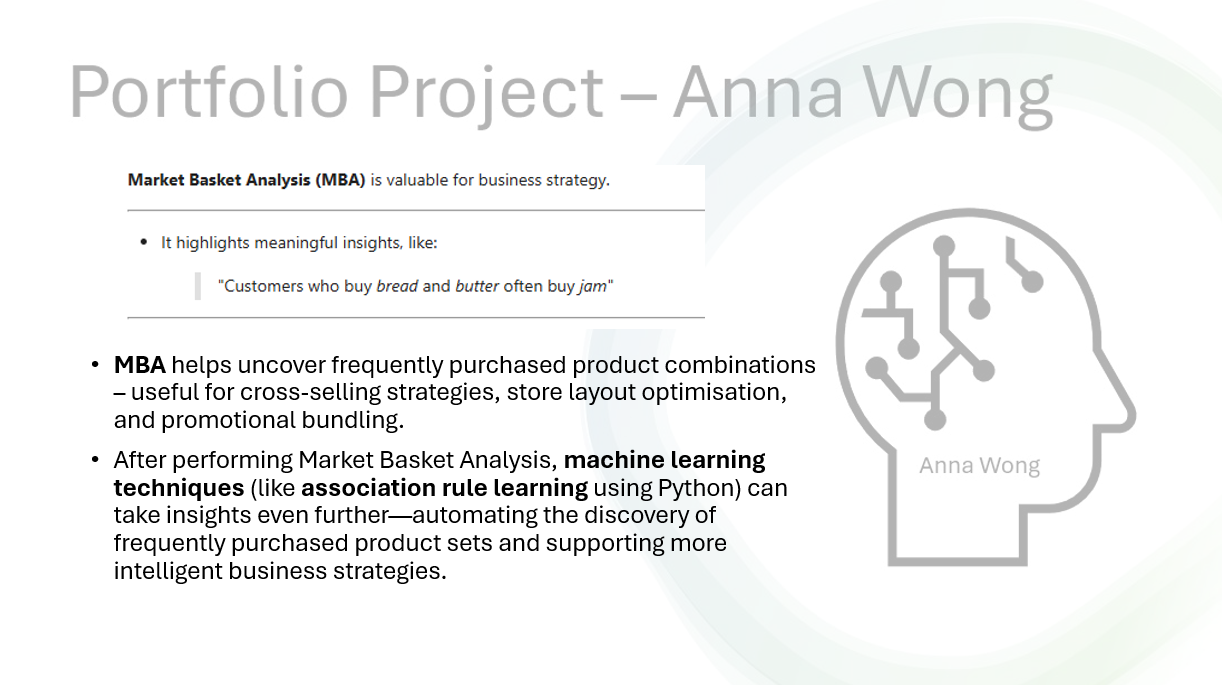 Portfolio Project – Anna Wong
Market Basket Analysis (MBA) is valuable for business strategy.
• It highlights meaningful insights, like:
"Customers who buy bread and butter often buy jam"
• MBA helps uncover frequently purchased product combinations
– useful for cross-selling strategies, store layout optimisation,
and promotional bundling.
• After performing Market Basket Analysis, machine learning
techniques (like association rule learning using Python) can
take insights even further—automating the discovery of
frequently purchased product sets and supporting more
intelligent business strategies.
Anna Wong